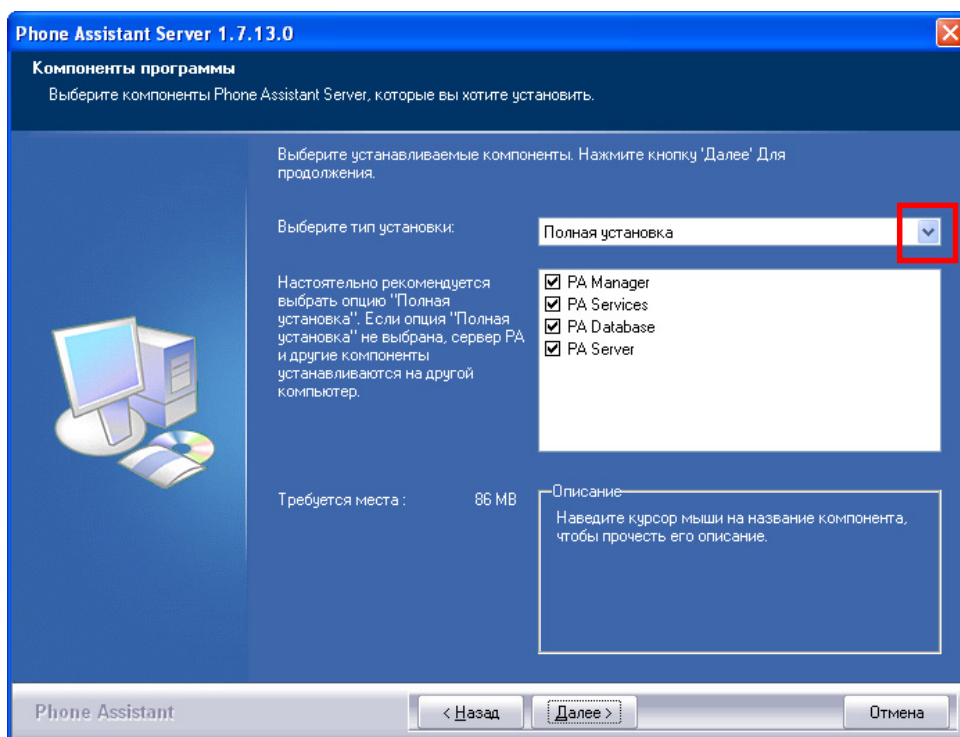 Phone Assistant Server 1.7.13.0
Компоненты программы
Выберите компоненты Phone Assistant Server, которые вы хотите установить.
Выберите устанавливаемые компоненты. Нажмите кнопку 'Далее' Для
продолжения.
Выберите тип установки:
Полная установка
Настоятельно рекомендуется
выбрать опцию "Полная
установка". Если опция "Полная
установка" не выбрана, сервер PA
и другие компоненты
устанавливаются на другой
компьютер.
PA Manager
PA Services
PA Database
PA Server
Требуется места : 86 MB
Описание
Наведите курсор мыши на название компонента,
чтобы прочесть его описание.
Phone Assistant
< Назад
Далее >
Отмена